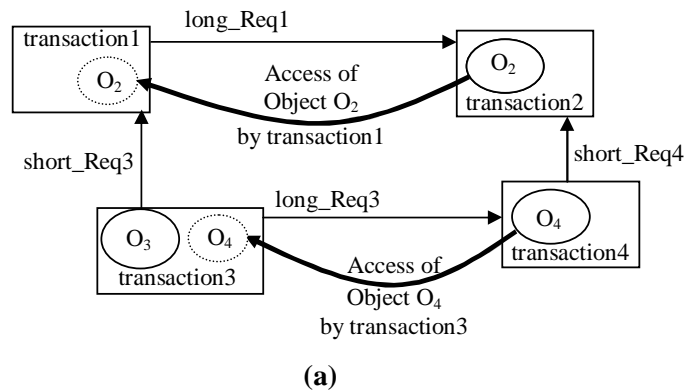 long_Req1
transaction1
O2
Access of
Object O2
by transaction1
O2
transaction2
short_Req3
short_Req4
long_Req3
O3
O4
transaction3
Access of
Object O4
by transaction3
O4
transaction4
(a)